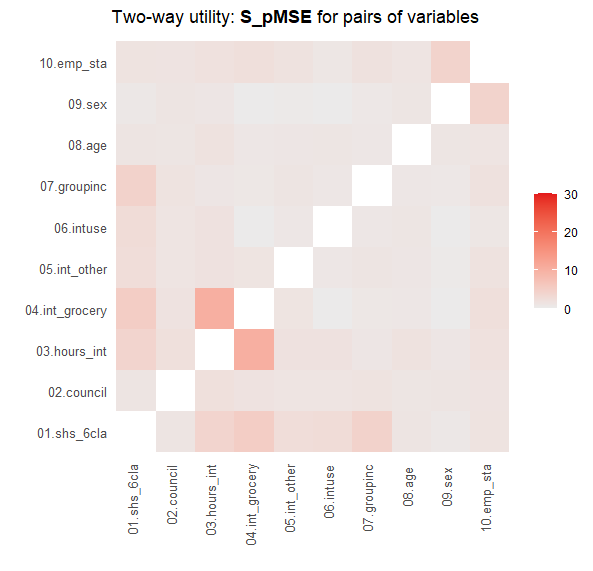 Two-way utility: S_pMSE for pairs of variables
10.emp_sta
09.sex
08.age
07.groupinc
06.intuse
05.int_other
04.int_grocery
03.hours_int
02.council
01.shs_6cla
01.shs_6cla
02.council
03.hours_int
04.int_grocery
05.int_other
06.intuse
07.groupinc
08.age
09.sex
10.emp_sta
30
20
10
0